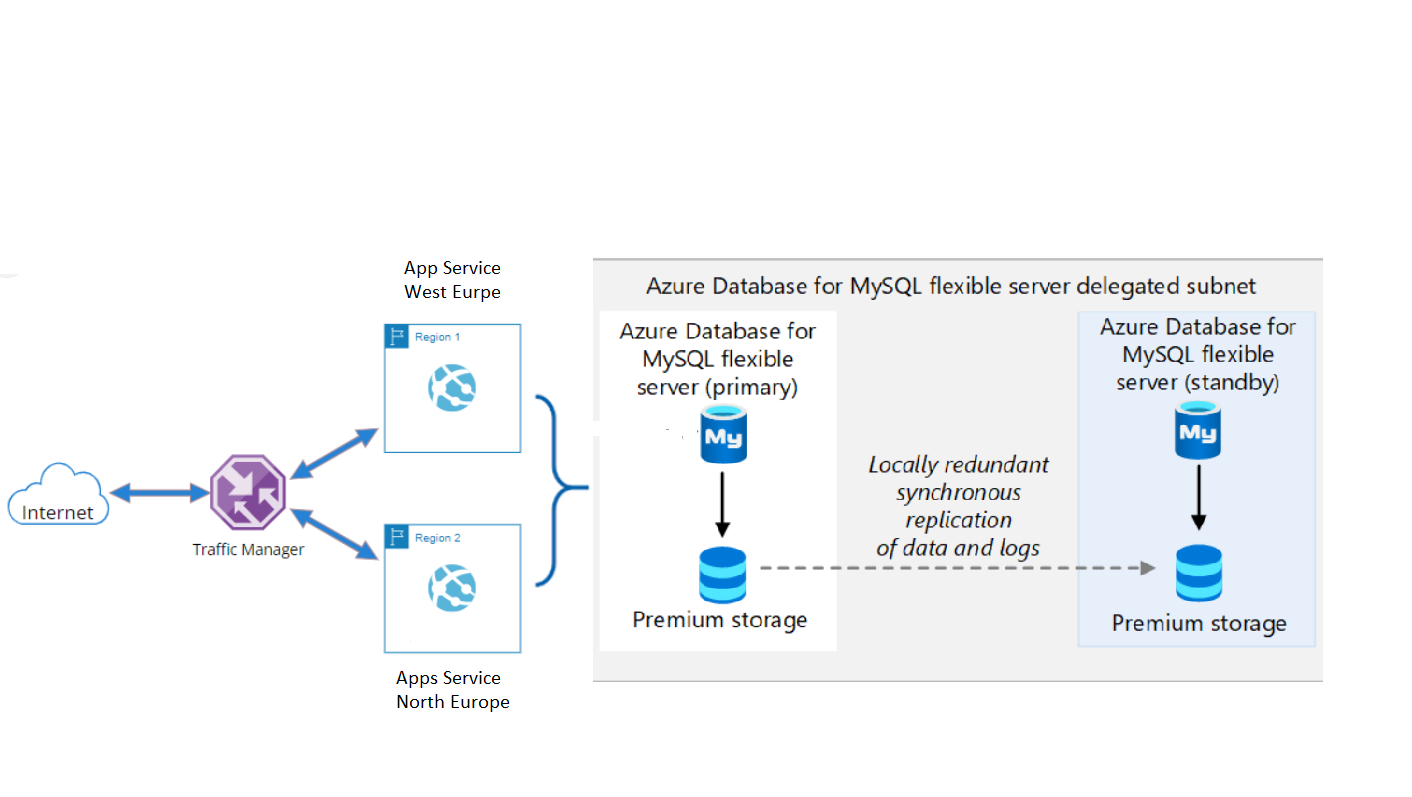 App Service
West Eurpe
Region 1
Internet
Traffic Manager
Region 2
Apps Service
North Europe
Azure Database for MySQL flexible server delegated subnet
Azure Database for
MySQL flexible
server (primary)
My
Premium storage
Locally redundant
synchronous
replication
of data and logs
Azure Database for
MySQL flexible
server (standby)
My
Premium storage